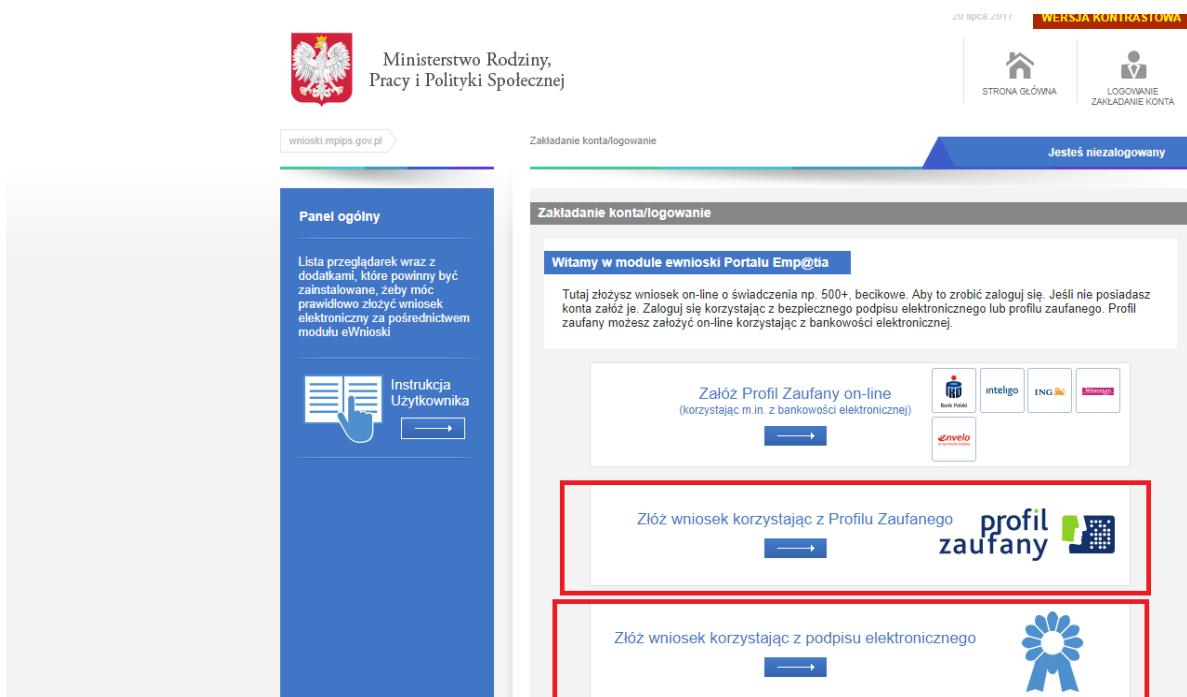 20 lipca 2017
WERSJA KONTRASTOWA
Ministerstwo Rodziny,
Pracy i Polityki Społecznej
STRONA GŁÓWNA
LOGOWANIE
ZAKŁADANIE KONTA
wnioski.mpips.gov.pl
Zakładanie konta/logowanie
Jesteś niezalogowany
Panel ogólny
Lista przeglądarek wraz z
dodatkami, które powinny być
zainstalowane, żeby móc
prawidłowo złożyć wniosek
elektroniczny za pośrednictwem
modułu eWnioski
Instrukcja
Użytkownika
Zakładanie konta/logowanie
Witamy w module ewnioski Portalu Emp@tia
Tutaj złożysz wniosek on-line o świadczenia np. 500+, becikowe. Aby to zrobić zaloguj się. Jeśli nie posiadasz
konta załóż je. Zaloguj się korzystając z bezpiecznego podpisu elektronicznego lub profilu zaufanego. Profil
zaufany możesz założyć on-line korzystając z bankowości elektronicznej.
Załóż Profil Zaufany on-line
(korzystając m.in. z bankowości elektronicznej)
Bank Polski
inteligo
ING
Millennium
envelo
Złóż wniosek korzystając z Profilu Zaufanego
profil
zaufany
Złóż wniosek korzystając z podpisu elektronicznego